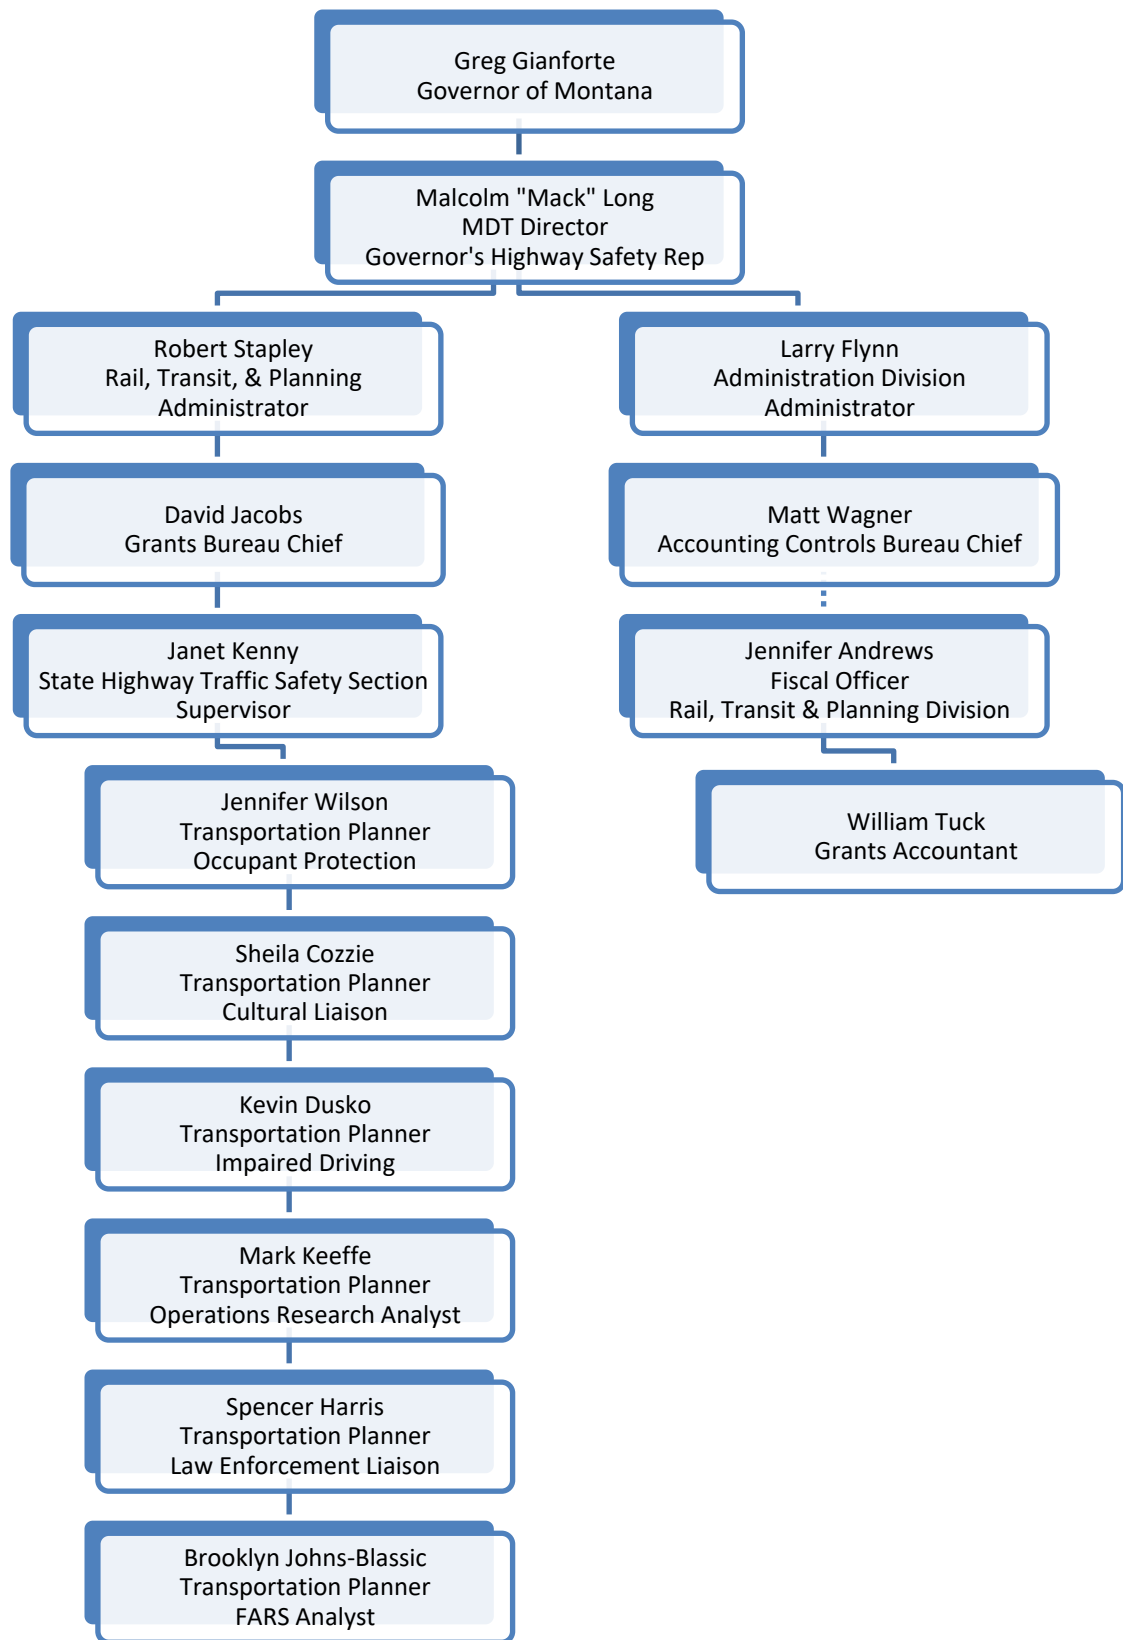 Greg Gianforte
Governor of Montana
Malcolm "Mack" Long
MDT Director
Governor's Highway Safety Rep
Robert Stapley
Rail, Transit, & Planning
Administrator
Larry Flynn
Administration Division
Administrator
David Jacobs
Grants Bureau Chief
Matt Wagner
Accounting Controls Bureau Chief
Janet Kenny
State Highway Traffic Safety Section
Supervisor
Jennifer Andrews
Fiscal Officer
Rail, Transit & Planning Division
Jennifer Wilson
Transportation Planner
Occupant Protection
William Tuck
Grants Accountant
Sheila Cozzie
Transportation Planner
Cultural Liaison
Kevin Dusko
Transportation Planner
Impaired Driving
Mark Keeffe
Transportation Planner
Operations Research Analyst
Spencer Harris
Transportation Planner
Law Enforcement Liaison
Brooklyn Johns-Blassic
Transportation Planner
FARS Analyst